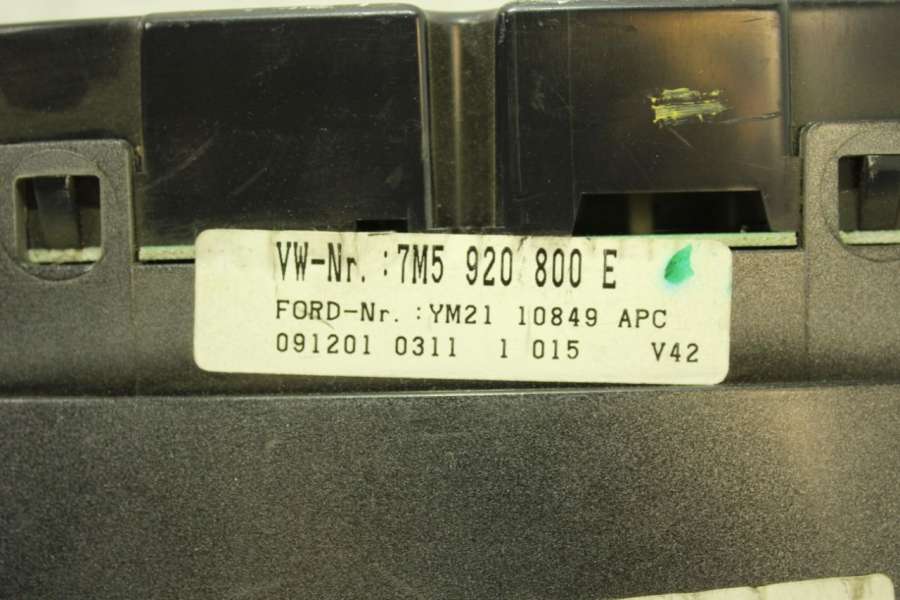 VW-Nr. :7M5 920 800 E
FORD-Nr. :YM21 10849 APC
091201 0311 1 015 V42